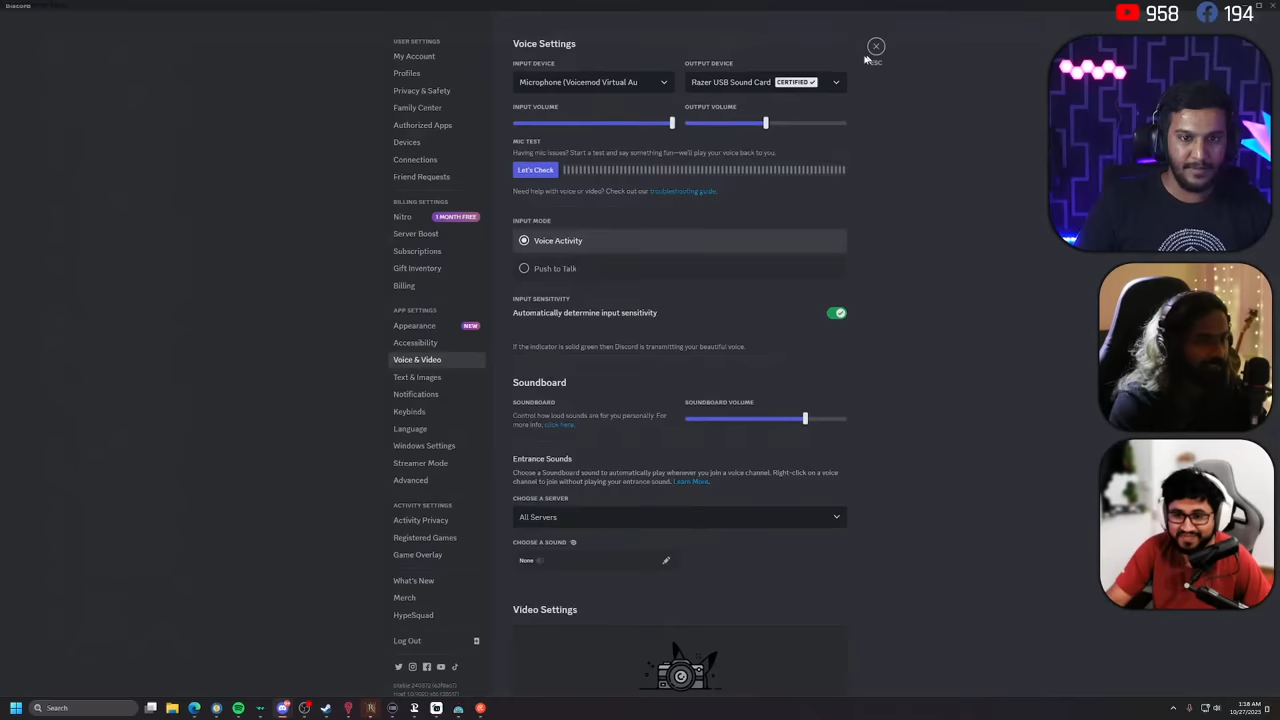 Discord
958 194
USER SETTINGS
My Account
Profiles
Privacy & Safety
Family Center
Authorized Apps
Devices
Connections
Friend Requests
BILLING SETTINGS
Nitro 1 MONTH FREE
Server Boost
Subscriptions
Gift Inventory
Billing
APP SETTINGS
Appearance NEW
Accessibility
Voice & Video
Text & Images
Notifications
Keybinds
Language
Windows Settings
Streamer Mode
Advanced
ACTIVITY SETTINGS
Activity Privacy
Registered Games
Game Overlay
What's New
Merch
HypeSquad
Log Out
Voice Settings
ESC
INPUT DEVICE OUTPUT DEVICE
Microphone (Voicemod Virtual Au Razer USB Sound Card CERTIFIED
INPUT VOLUME OUTPUT VOLUME
MIC TEST
Having mic issues? Start a test and say something fun—we'll play your voice back to you.
Let's Check
Need help with voice or video? Check out our troubleshooting guide.
INPUT MODE
Voice Activity
Push to Talk
INPUT SENSITIVITY
Automatically determine input sensitivity
If the indicator is solid green then Discord is transmitting your beautiful voice.
Soundboard
SOUNDBOARD SOUNDBOARD VOLUME
Control how loud sounds are for you personally. For
more info, click here.
Entrance Sounds
Choose a Soundboard sound to automatically play whenever you join a voice channel. Right-click on a voice
channel to join without playing your entrance sound. Learn More.
CHOOSE A SERVER
All Servers
CHOOSE A SOUND
None
Video Settings
Search
1:18 AM
10/27/2023